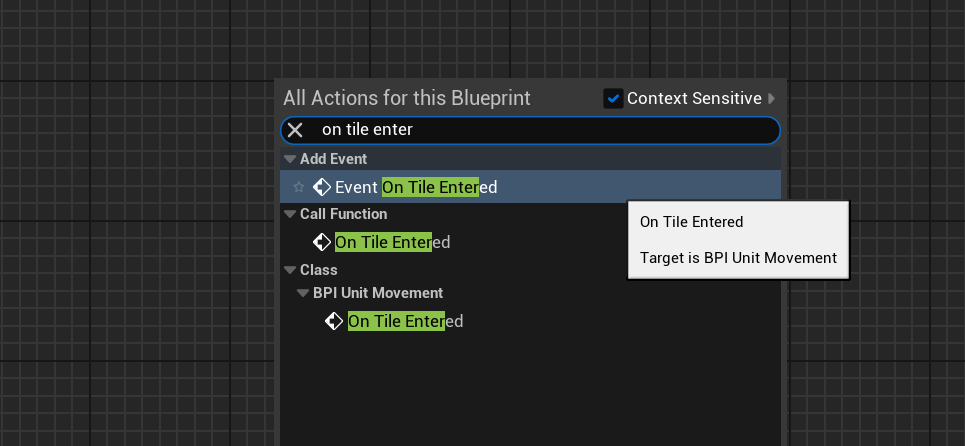 All Actions for this Blueprint
Context Sensitive
on tile enter
Add Event
Event On Tile Entered
Call Function
On Tile Entered
Class
BPI Unit Movement
On Tile Entered
On Tile Entered
Target is BPI Unit Movement